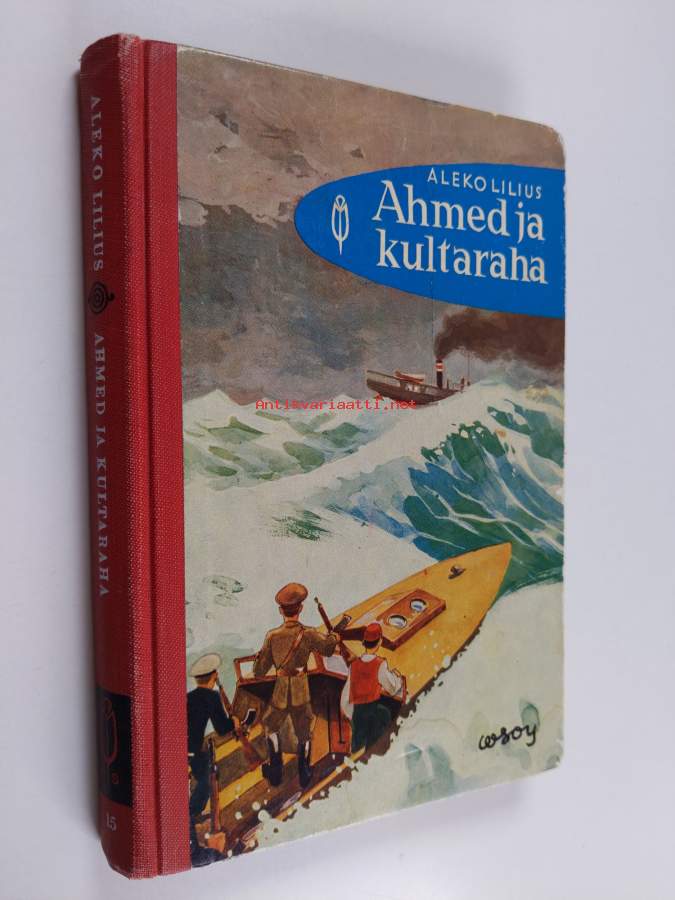 ALEKO LILIUS
AHMED JA KULTARAHA
15
ALEKO LILIUS
Ahmed ja
kultaraha
Antikvariaatti.net
wsoy